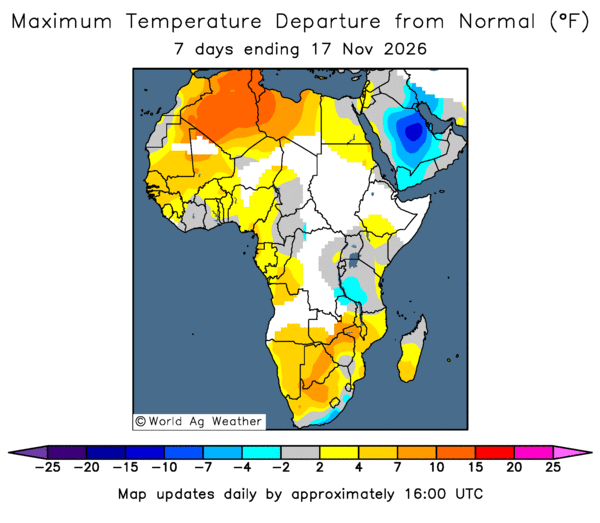 Maximum Temperature Departure from Normal (°F)
7 days ending 17 Nov 2026
© World Ag Weather
-25 -20 -15 -10 -7 -4 -2 2 4 7 10 15 20 25
Map updates daily by approximately 16:00 UTC